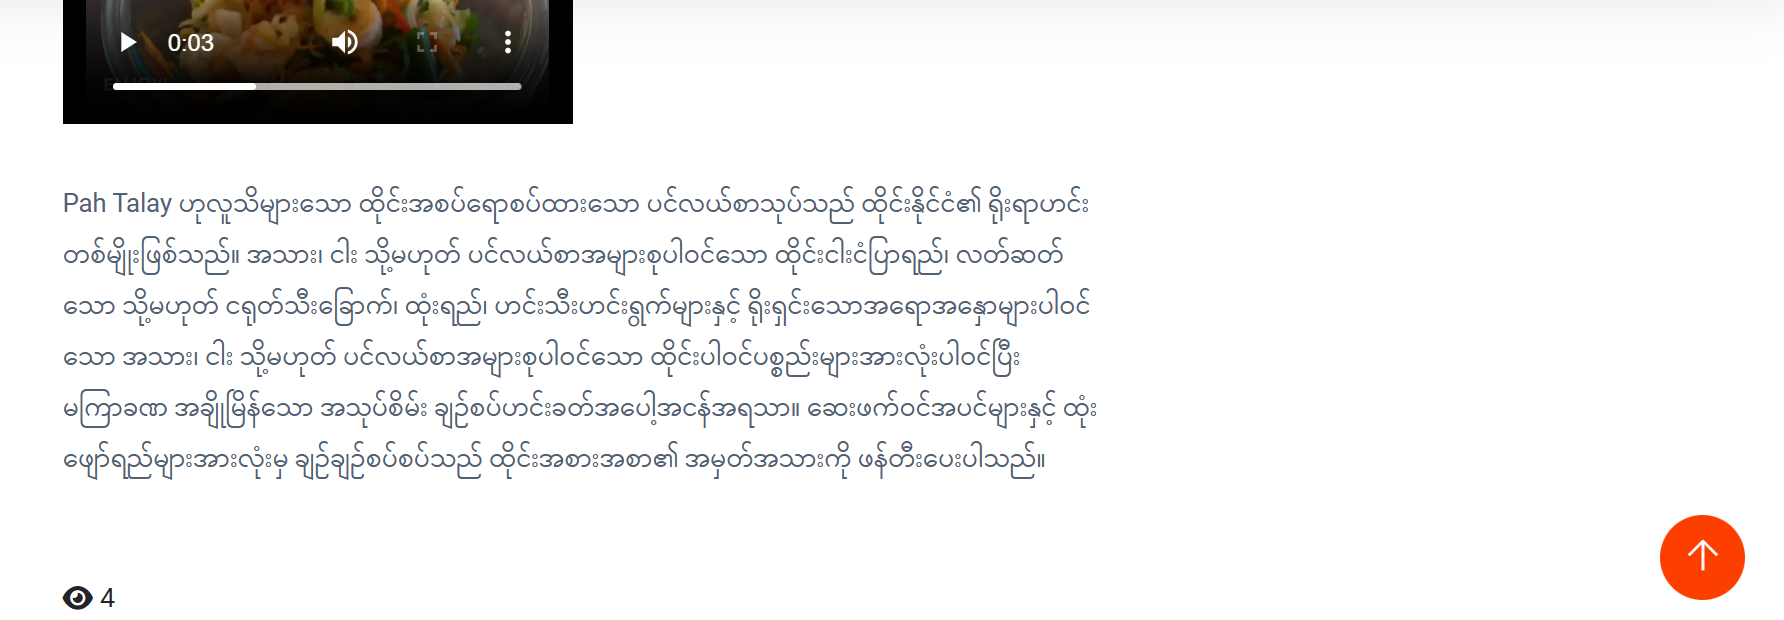 0:03
Pah Talay ဟုလူသိများသော ထိုင်းအစပ်ရောစပ်ထားသော ပင်လယ်စာသုပ်သည် ထိုင်းနိုင်ငံ၏ ရိုးရာဟင်း
တစ်မျိုးဖြစ်သည်။ အသား၊ ငါး သို့မဟုတ် ပင်လယ်စာအများစုပါဝင်သော ထိုင်းငါးငံပြာရည်၊ လတ်ဆတ်
သော သို့မဟုတ် ငရုတ်သီးခြောက်၊ ထုံးရည်၊ ဟင်းသီးဟင်းရွက်များနှင့် ရိုးရှင်းသောအရောအနှောများပါဝင်
သော အသား၊ ငါး သို့မဟုတ် ပင်လယ်စာအများစုပါဝင်သော ထိုင်းပါဝင်ပစ္စည်းများအားလုံးပါဝင်ပြီး
မကြာခဏ အချိုမြိန်သော အသုပ်စိမ်း ချဉ်စပ်ဟင်းခတ်အပေါ့အငန်အရသာ။ ဆေးဖက်ဝင်အပင်များနှင့် ထုံး
ဖျော်ရည်များအားလုံးမှ ချဉ်ချဉ်စပ်စပ်သည် ထိုင်းအစားအစာ၏ အမှတ်အသားကို ဖန်တီးပေးပါသည်။
4